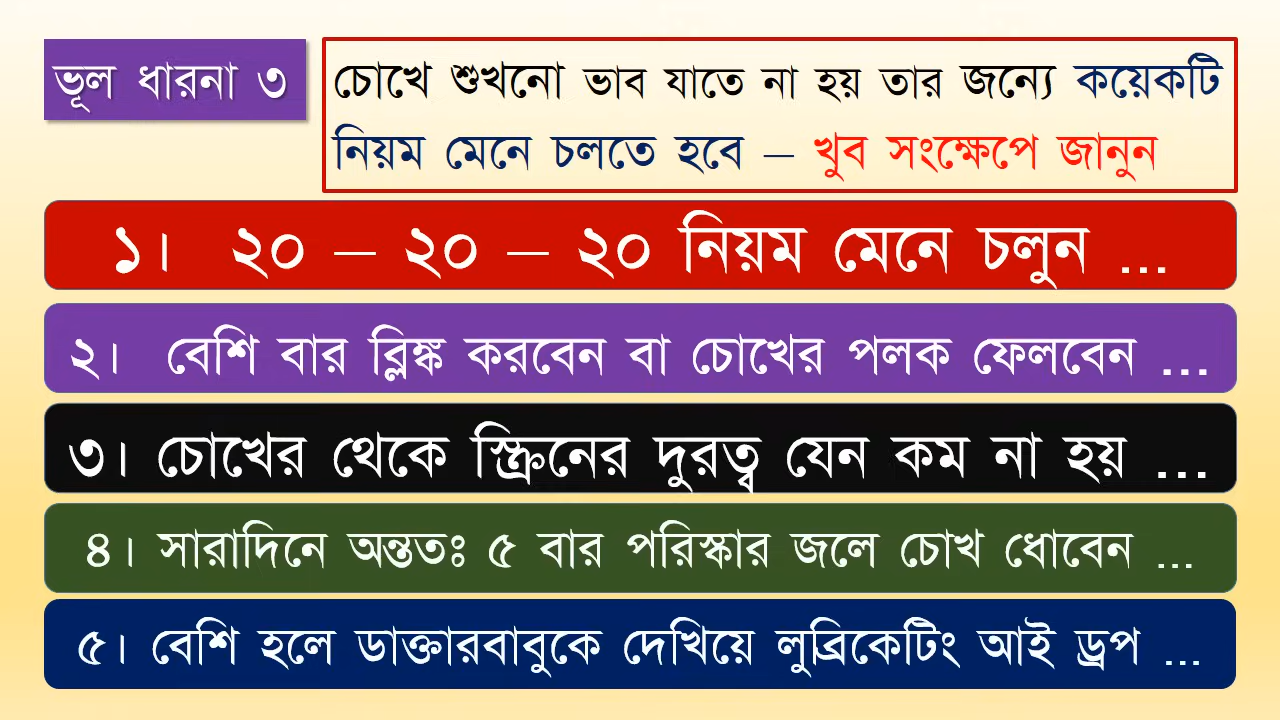 ভূল ধারনা ৩
চোখে শুখনো ভাব যাতে না হয় তার জন্যে কয়েকটি
নিয়ম মেনে চলতে হবে – খুব সংক্ষেপে জানুন
১। ২০ – ২০ – ২০ নিয়ম মেনে চলুন ...
২। বেশি বার ব্লিঙ্ক করবেন বা চোখের পলক ফেলবেন ...
৩। চোখের থেকে স্ক্রিনের দুরত্ব যেন কম না হয় ...
৪। সারাদিনে অন্ততঃ ৫ বার পরিস্কার জলে চোখ ধোবেন ...
৫। বেশি হলে ডাক্তারবাবুকে দেখিয়ে লুব্রিকেটিং আই ড্রপ ...